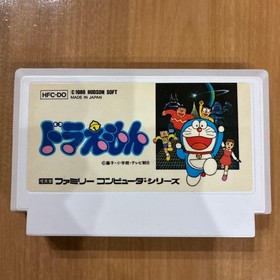 HFC-DO
© 1986 HUDSON SOFT
MADE IN JAPAN
ドラえもん
©藤子・小学館・テレビ朝日
ファミリー コンピュータ・シリーズ